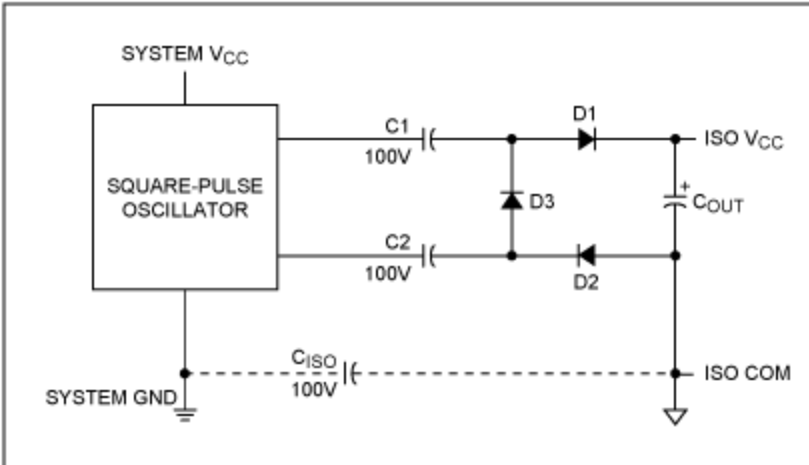 SYSTEM VCC
C1
100V
D1
ISO VCC
SQUARE-PULSE
OSCILLATOR
D3
+
COUT
C2
100V
D2
CISO
100V
ISO COM
SYSTEM GND